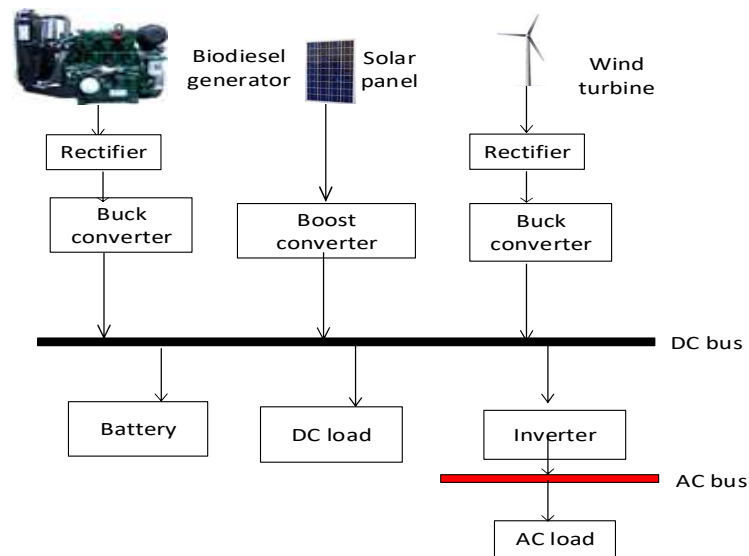 Biodiesel
generator
Solar
panel
Wind
turbine
Rectifier
Rectifier
Buck
converter
Boost
converter
Buck
converter
DC bus
Battery
DC load
Inverter
AC bus
AC load